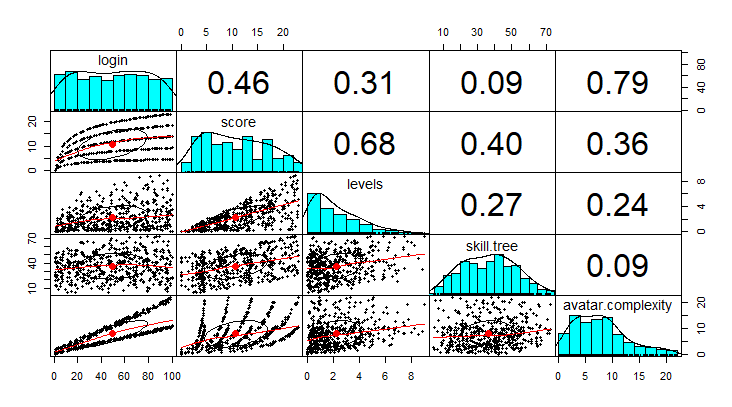 0 5 10 15 20
10 30 50 70
login
0.46
0.31
0.09
0.79
0 40 80
0 10 20
score
0.68
0.40
0.36
levels
0.27
0.24
0 4 8
10 40 70
skill.tree
0.09
avatar.complexity
0 5 10 15 20
0 20 40 60 80 100
0 2 4 6 8
0 5 10 15 20